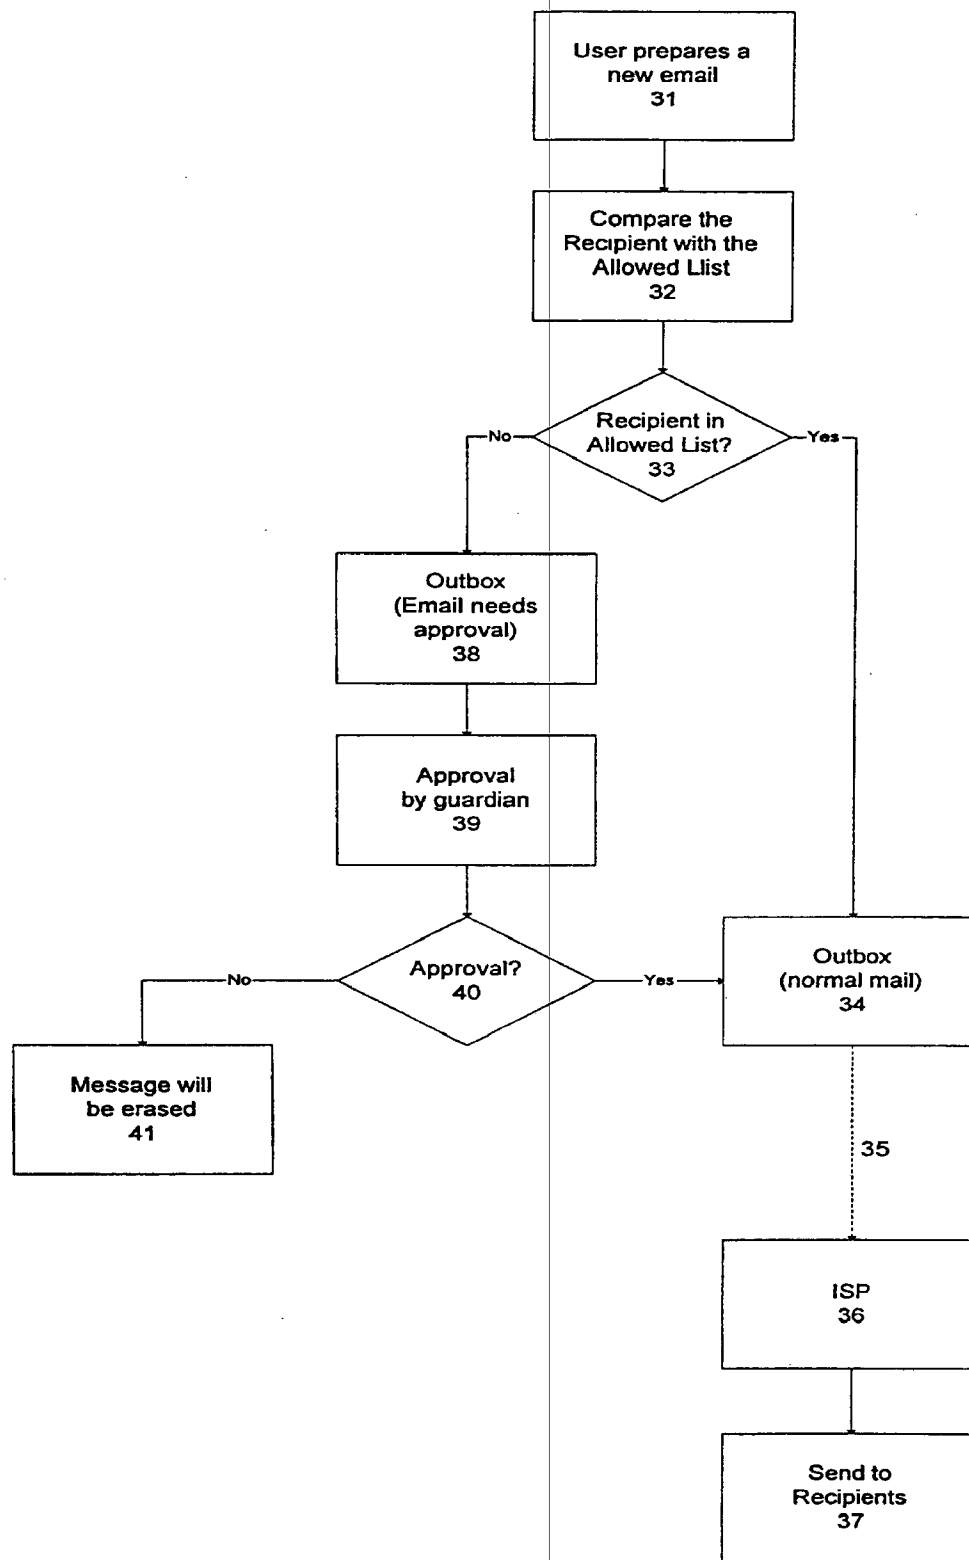 User prepares a
new email
31
Compare the
Recipient with the
Allowed Llist
32
Recipient in
Allowed List?
33
No
Yes
Outbox
(Email needs
approval)
38
Approval
by guardian
39
Approval?
40
No
Yes
Outbox
(normal mail)
34
Message will
be erased
41
35
ISP
36
Send to
Recipients
37